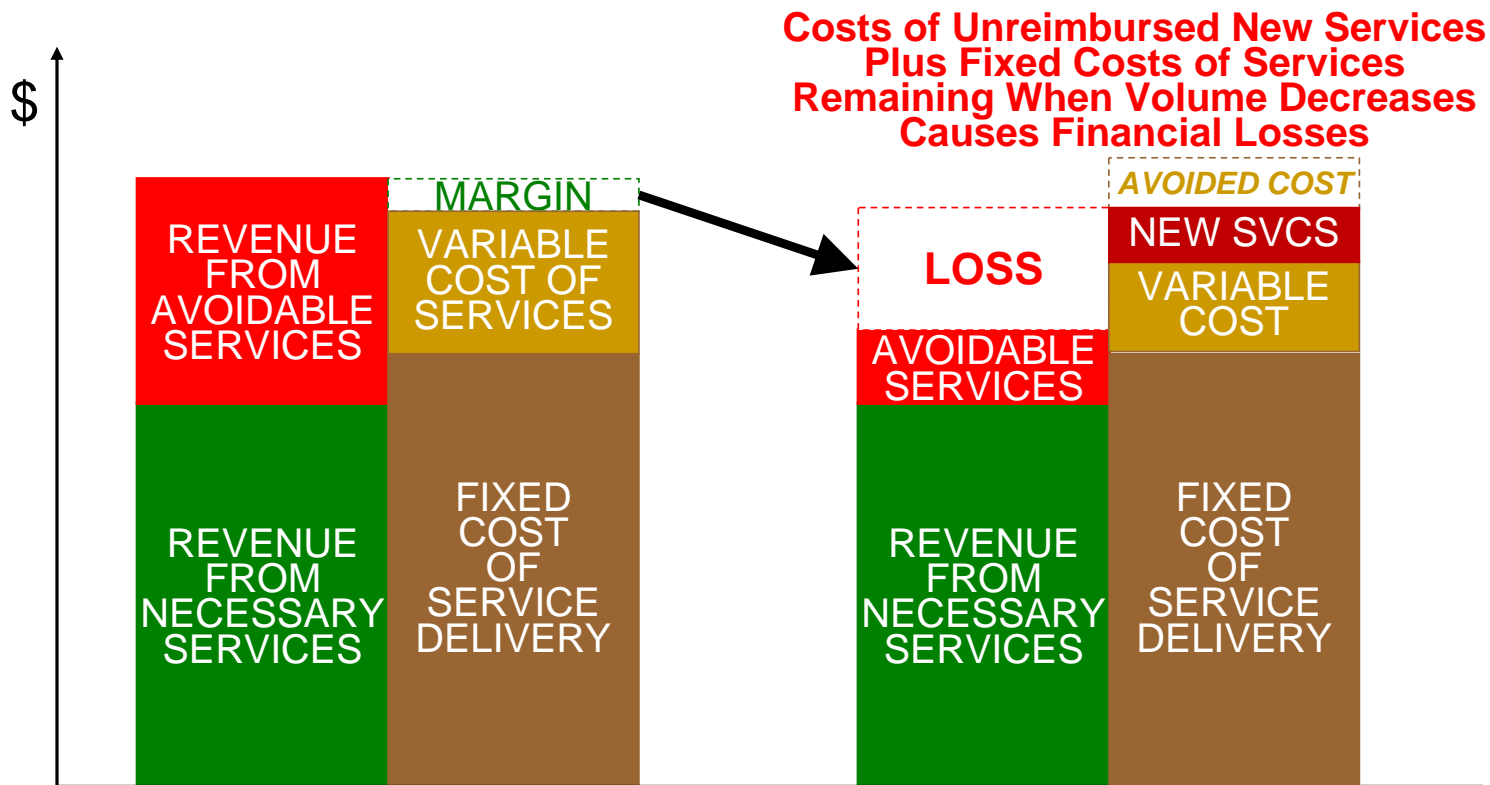 Costs of Unreimbursed New Services
Plus Fixed Costs of Services
Remaining When Volume Decreases
Causes Financial Losses
$
REVENUE
FROM
AVOIDABLE
SERVICES
REVENUE
FROM
NECESSARY
SERVICES
MARGIN
VARIABLE
COST OF
SERVICES
FIXED
COST
OF
SERVICE
DELIVERY
LOSS
AVOIDABLE
SERVICES
REVENUE
FROM
NECESSARY
SERVICES
AVOIDED COST
NEW SVCS
VARIABLE
COST
FIXED
COST
OF
SERVICE
DELIVERY